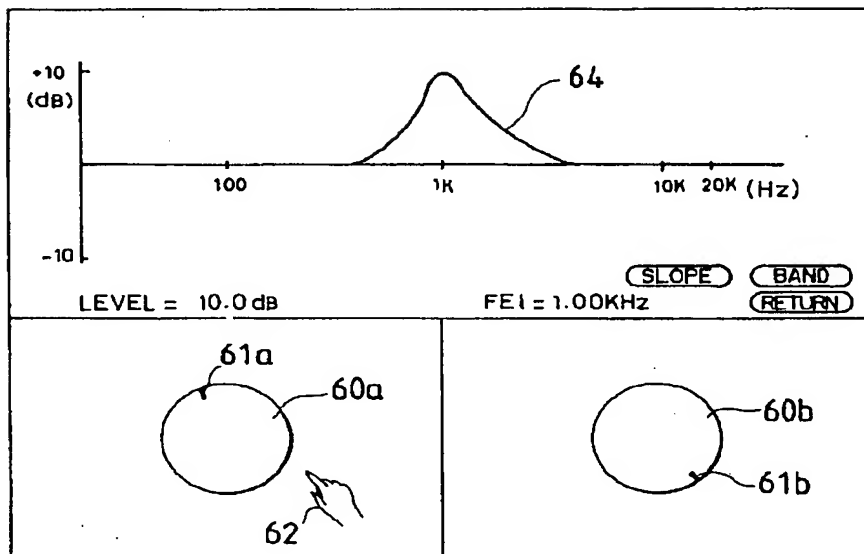 +10
(dB)
64
100 1K 10K 20K (Hz)
-10
SLOPE BAND
LEVEL = 10.0 dB FE1 = 1.00KHz RETURN
61a
60a
62
60b
61b